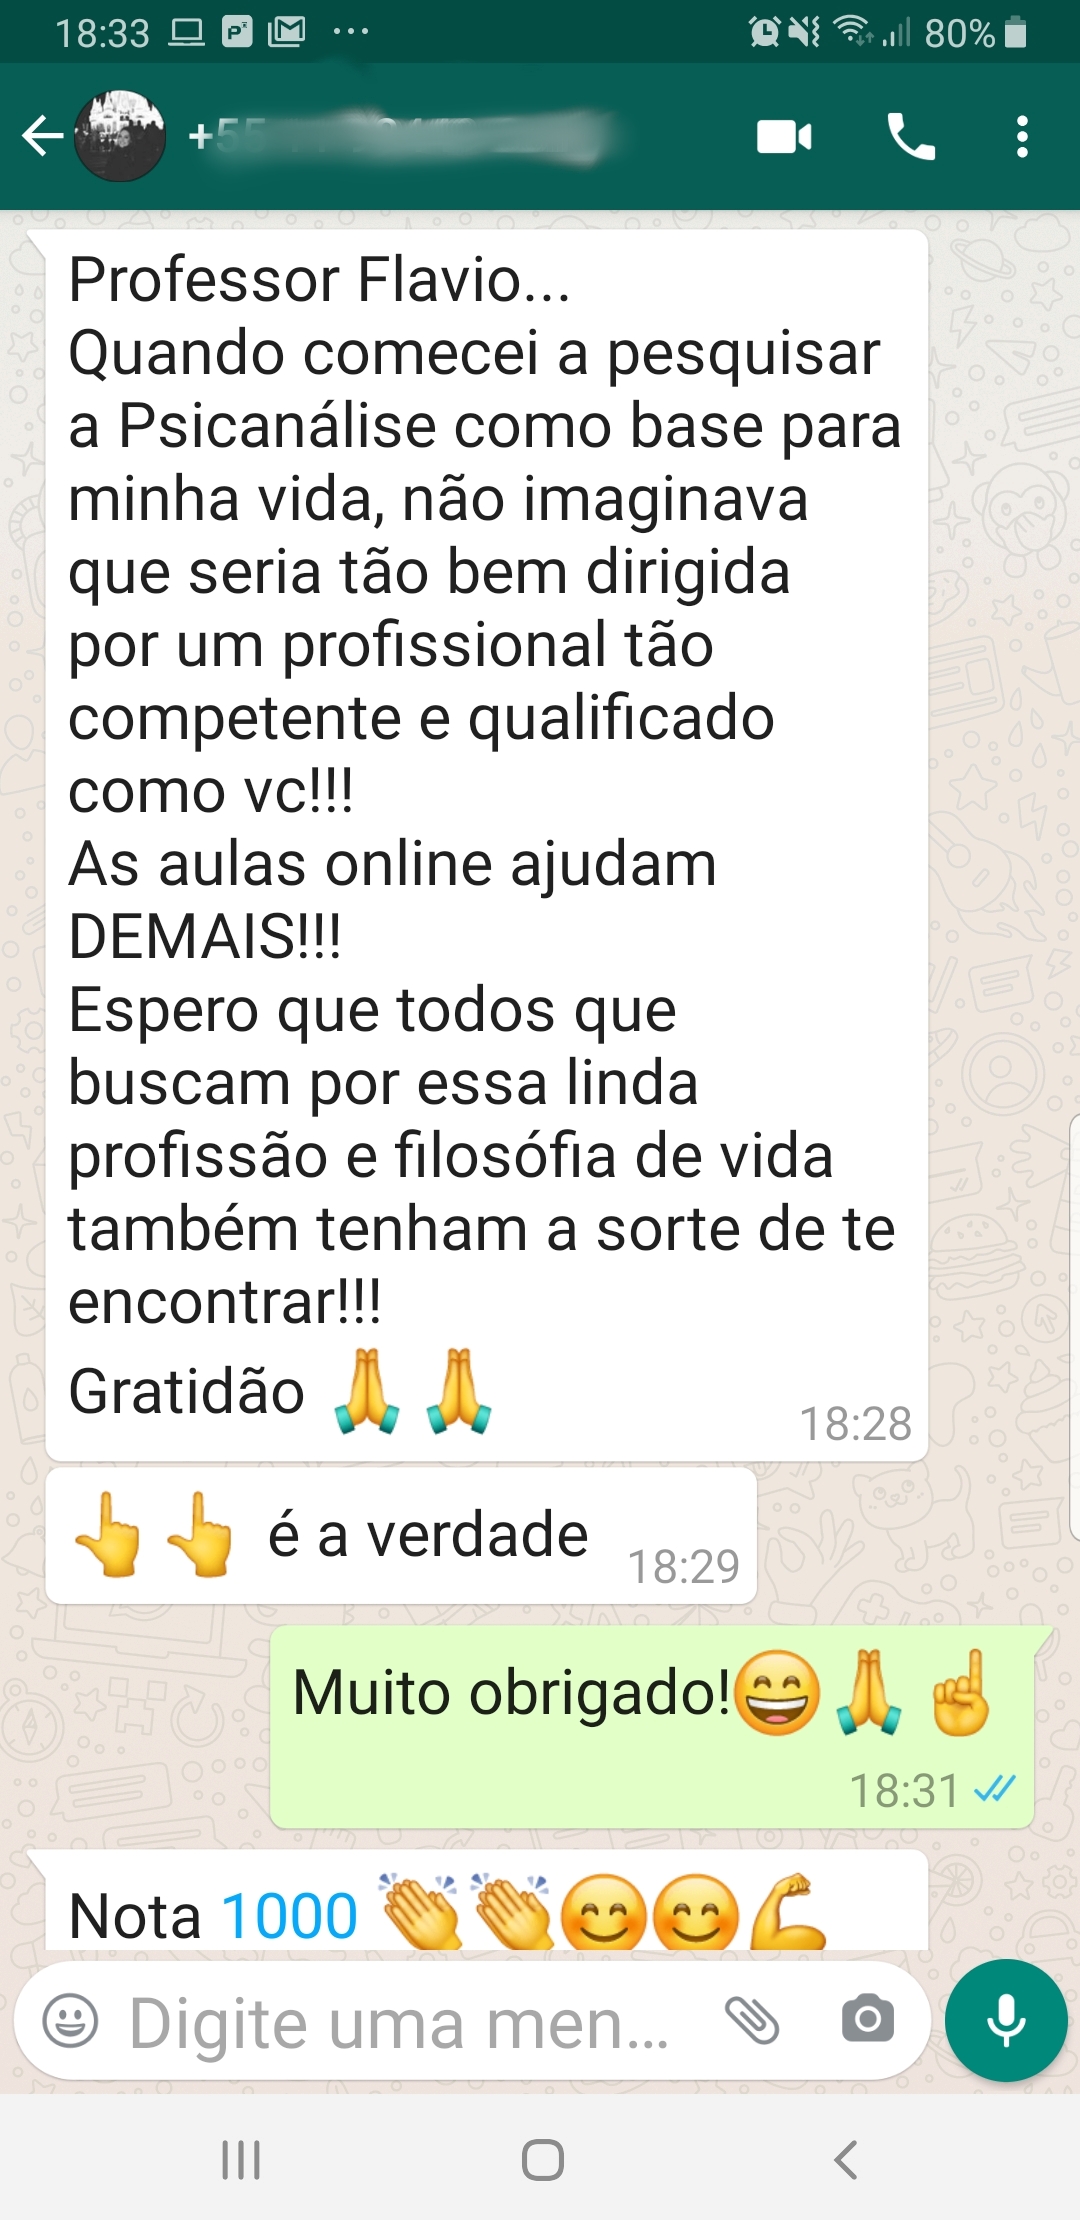 18:33 ... 80%
Professor Flavio...
Quando comecei a pesquisar
a Psicanálise como base para
minha vida, não imaginava
que seria tão bem dirigida
por um profissional tão
competente e qualificado
como vc!!!
As aulas online ajudam
DEMAIS!!!
Espero que todos que
buscam por essa linda
profissão e filosófia de vida
também tenham a sorte de te
encontrar!!!
Gratidão 🙏 🙏
18:28
👆 👆 é a verdade
18:29
Muito obrigado!😄🙏☝
18:31
Nota 1000 👏👏😊😊💪
Digite uma men...